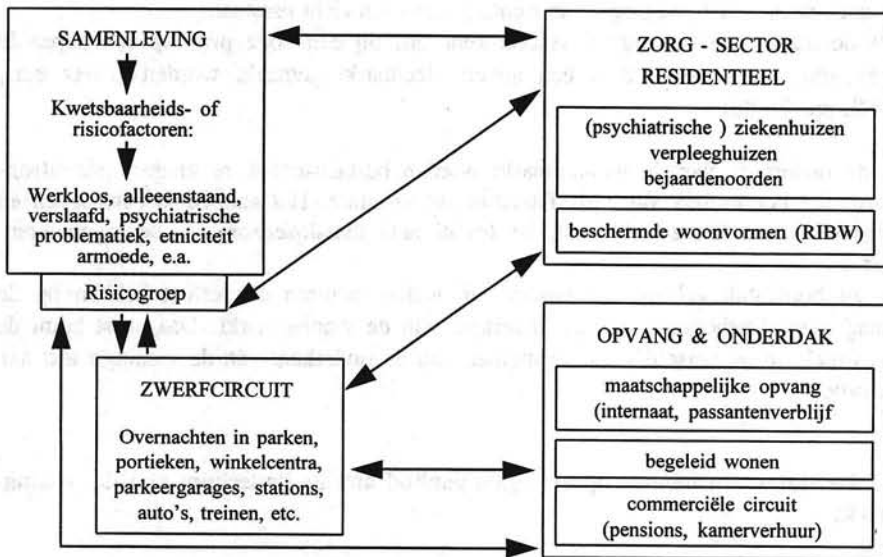 SAMENLEVING
Kwetsbaarheids- of
risicofactoren:
Werkloos, alleenstaand,
verslaafd, psychiatrische
problematiek, etniciteit
armoede, e.a.
Risicogroep
ZWERFCIRCUIT
Overnachten in parken,
portieken, winkelcentra,
parkeergarages, stations,
auto's, treinen, etc.
ZORG - SECTOR
RESIDENTIEEL
(psychiatrische ) ziekenhuizen
verpleeghuizen
bejaardenoorden
beschermde woonvormen (RIBW)
OPVANG & ONDERDAK
maatschappelijke opvang
(internaat, passantenverblijf
begeleid wonen
commerciële circuit
(pensions, kamerverhuur)